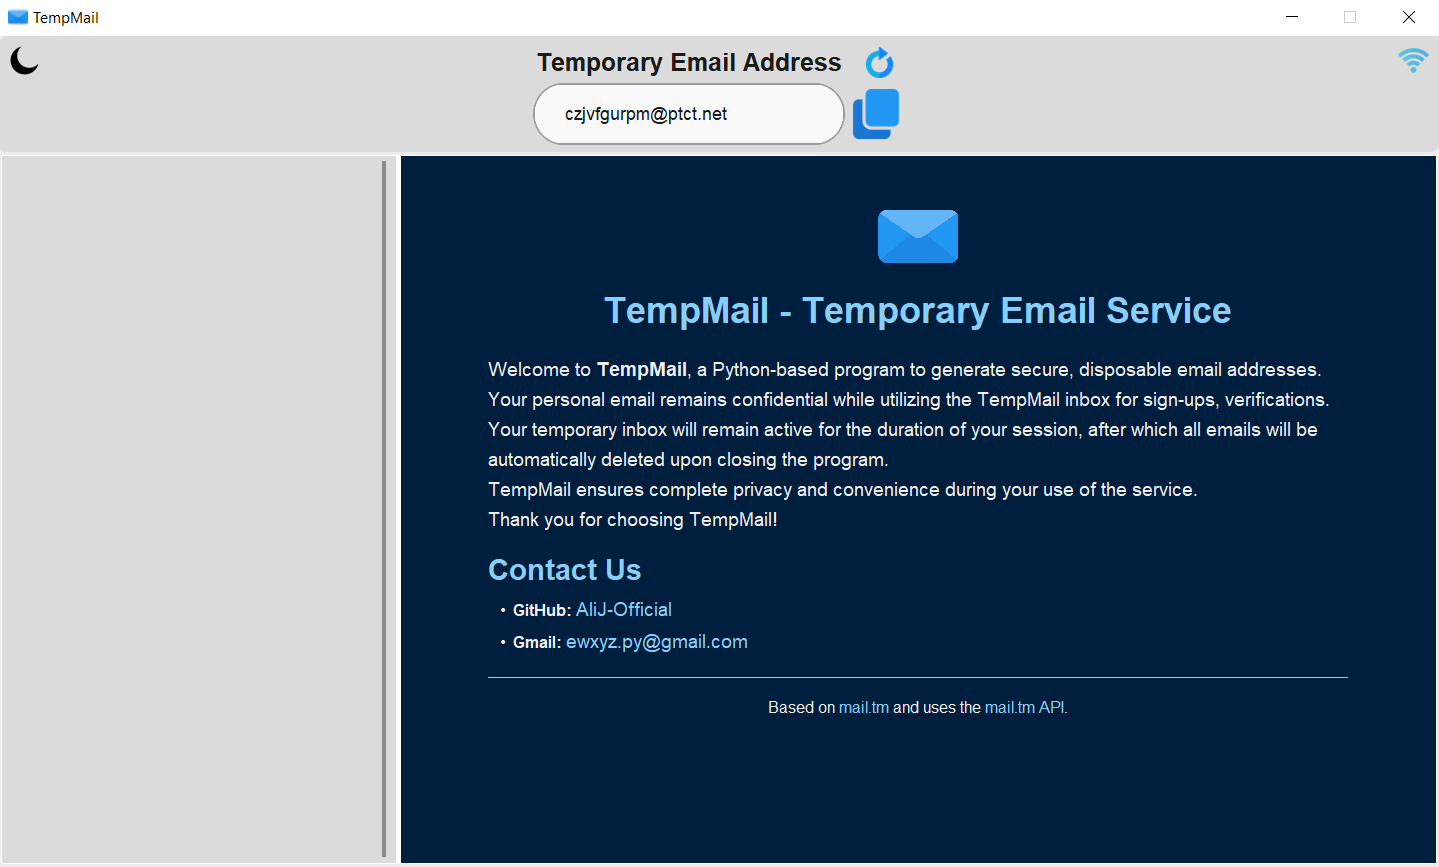 TempMail
Temporary Email Address
czjvfgurpm@ptct.net
TempMail - Temporary Email Service
Welcome to TempMail, a Python-based program to generate secure, disposable email addresses.
Your personal email remains confidential while utilizing the TempMail inbox for sign-ups, verifications.
Your temporary inbox will remain active for the duration of your session, after which all emails will be
automatically deleted upon closing the program.
TempMail ensures complete privacy and convenience during your use of the service.
Thank you for choosing TempMail!
Contact Us
• GitHub: AliJ-Official
• Gmail: ewxyz.py@gmail.com
Based on mail.tm and uses the mail.tm API.